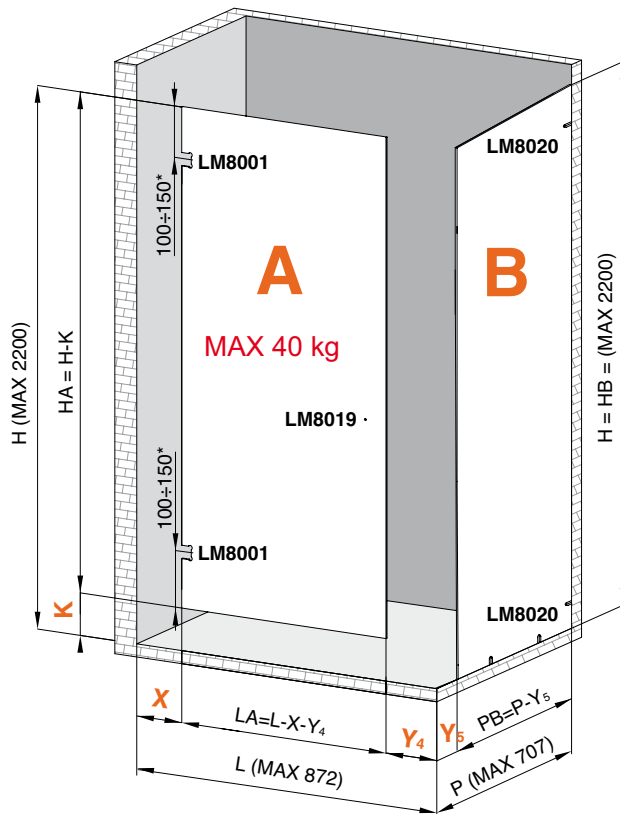 LM8020
LM8001
100÷150*
A
B
MAX 40 kg
H (MAX 2200)
HA = H-K
H = HB = (MAX 2200)
LM8019
100÷150*
LM8001
K
LM8020
X
LA=L-X-Y₄
Y₄
Y₅
PB=P-Y₅
L (MAX 872)
P (MAX 707)